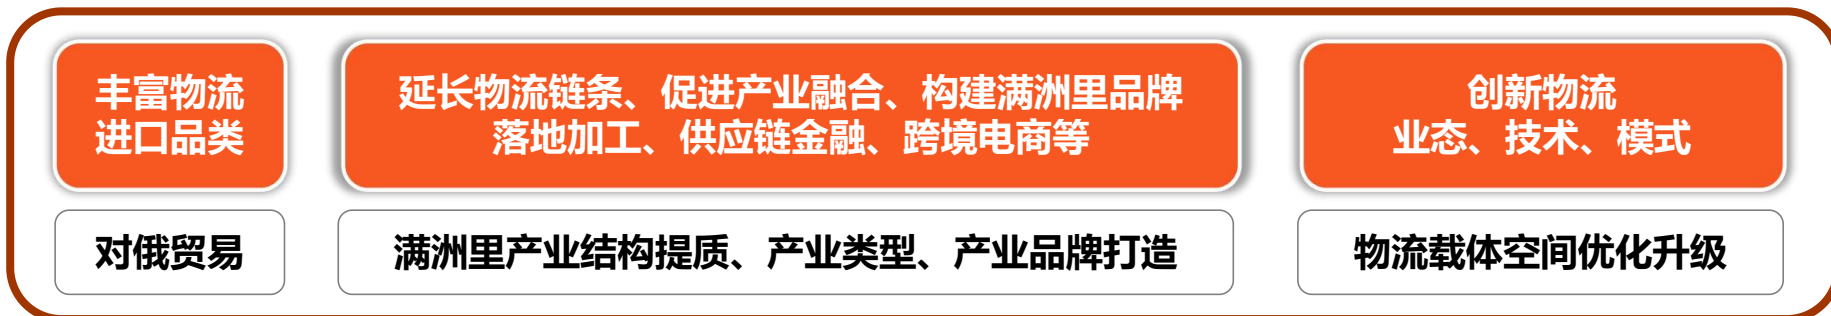 丰富物流
进口品类
延长物流链条、促进产业融合、构建满洲里品牌
落地加工、供应链金融、跨境电商等
创新物流
业态、技术、模式
对俄贸易
满洲里产业结构提质、产业类型、产业品牌打造
物流载体空间优化升级